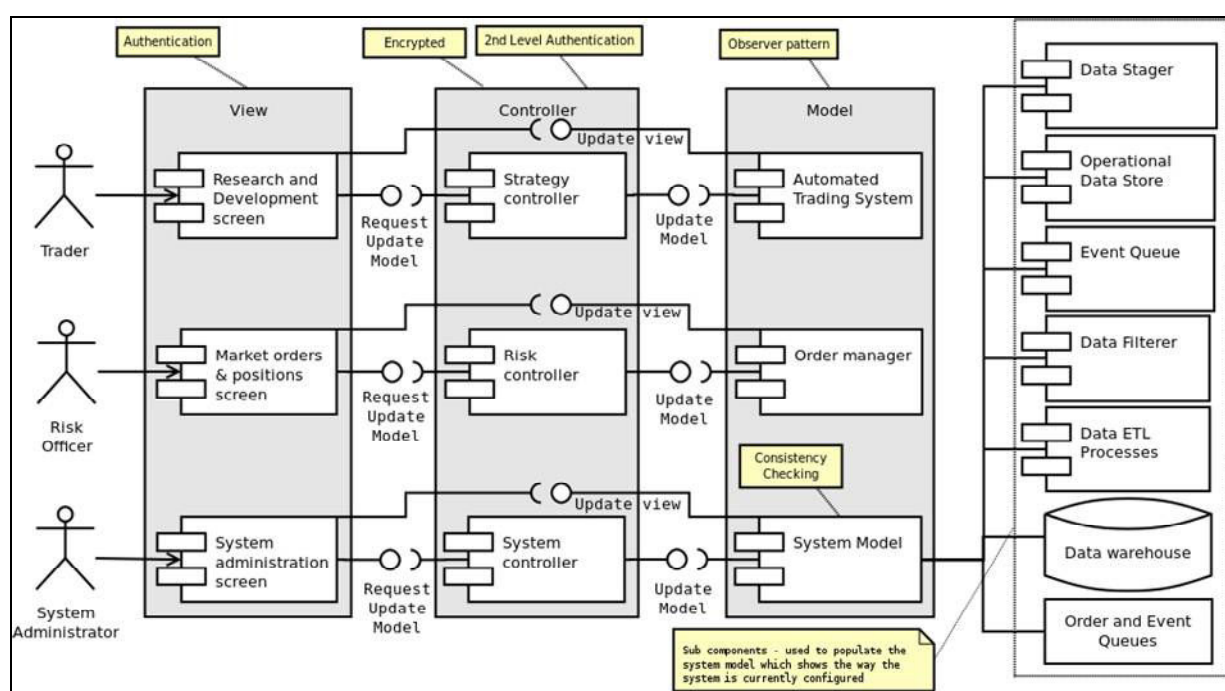 Authentication
Encrypted
2nd Level Authentication
Observer pattern
View
Controller
Model
Update view
Trader
Research and
Development
screen
Request
Update
Model
Strategy
controller
Update
Model
Automated
Trading System
Update view
Risk
Officer
Market orders
& positions
screen
Request
Update
Model
Risk
controller
Update
Model
Order manager
Consistency
Checking
Update view
System
Administrator
System
administration
screen
Request
Update
Model
System
controller
Update
Model
System Model
Sub components - used to populate the
system model which shows the way the
system is currently configured
Data Stager
Operational
Data Store
Event Queue
Data Filterer
Data ETL
Processes
Data warehouse
Order and Event
Queues